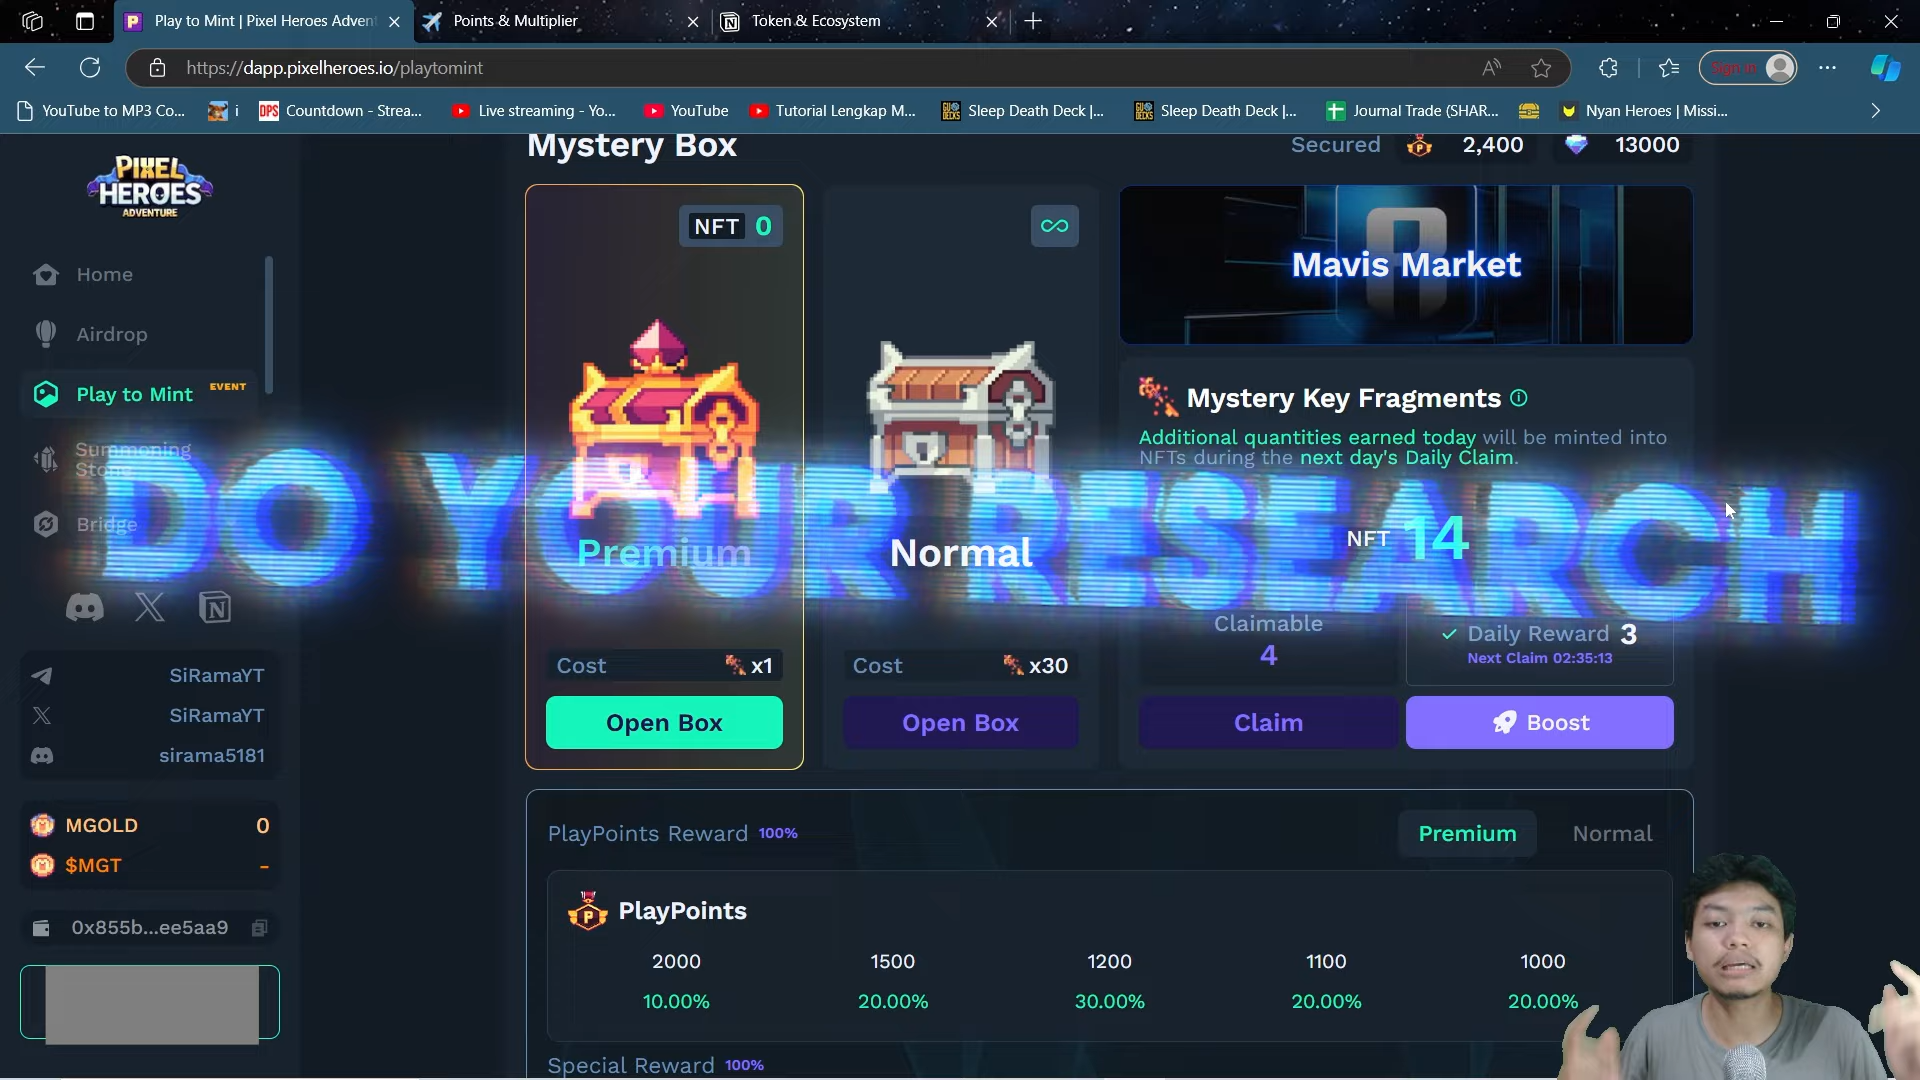 Play to Mint | Pixel Heroes Adven
Points & Multiplier
Token & Ecosystem
https://dapp.pixelheroes.io/playtomint
Sign in
YouTube to MP3 Co...
i
DPS
Countdown - Strea...
Live streaming - Yo...
YouTube
Tutorial Lengkap M...
Sleep Death Deck |...
Sleep Death Deck |...
Journal Trade (SHAR...
Nyan Heroes | Missi...
PIXEL
HEROES
ADVENTURE
Home
Airdrop
Play to Mint EVENT
Summoning
Stone
Bridge
SiRamaYT
SiRamaYT
sirama5181
MGOLD 0
$MGT -
0x855b...ee5aa9
Mystery Box
Secured 2,400 13000
NFT 0
Premium
Cost x1
Open Box
Normal
Cost x30
Open Box
Mavis Market
Mystery Key Fragments
Additional quantities earned today will be minted into
NFTs during the next day's Daily Claim.
NFT 14
Claimable
4
Daily Reward 3
Next Claim 02:35:13
Claim
Boost
DO YOUR RESEARCH
PlayPoints Reward 100%
Premium Normal
PlayPoints
2000 1500 1200 1100 1000
10.00% 20.00% 30.00% 20.00% 20.00%
Special Reward 100%